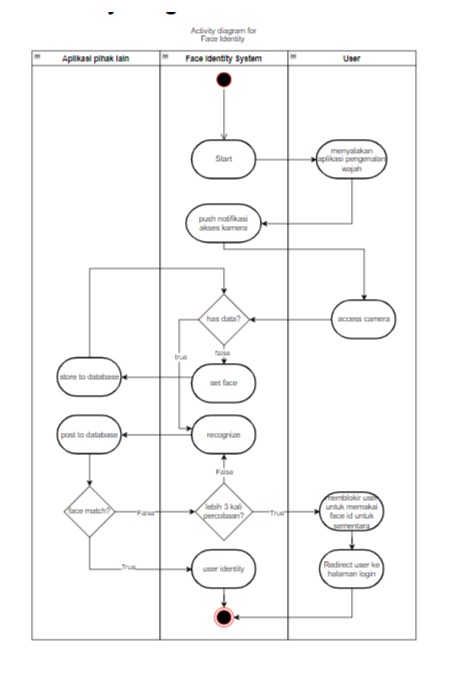 Activity diagram for
Face Identity
Aplikasi pihak lain
Face Identity System
User
Start
menyalakan
aplikasi pengenalan
wajah
push notifikasi
akses kamera
has data?
access camera
true
false
store to database
set face
post to database
recognize
False
face match?
False
lebih 3 kali
percobaan?
True
memblokir user
untuk memakai
face id untuk
sementara
True
user identity
Redirect user ke
halaman login